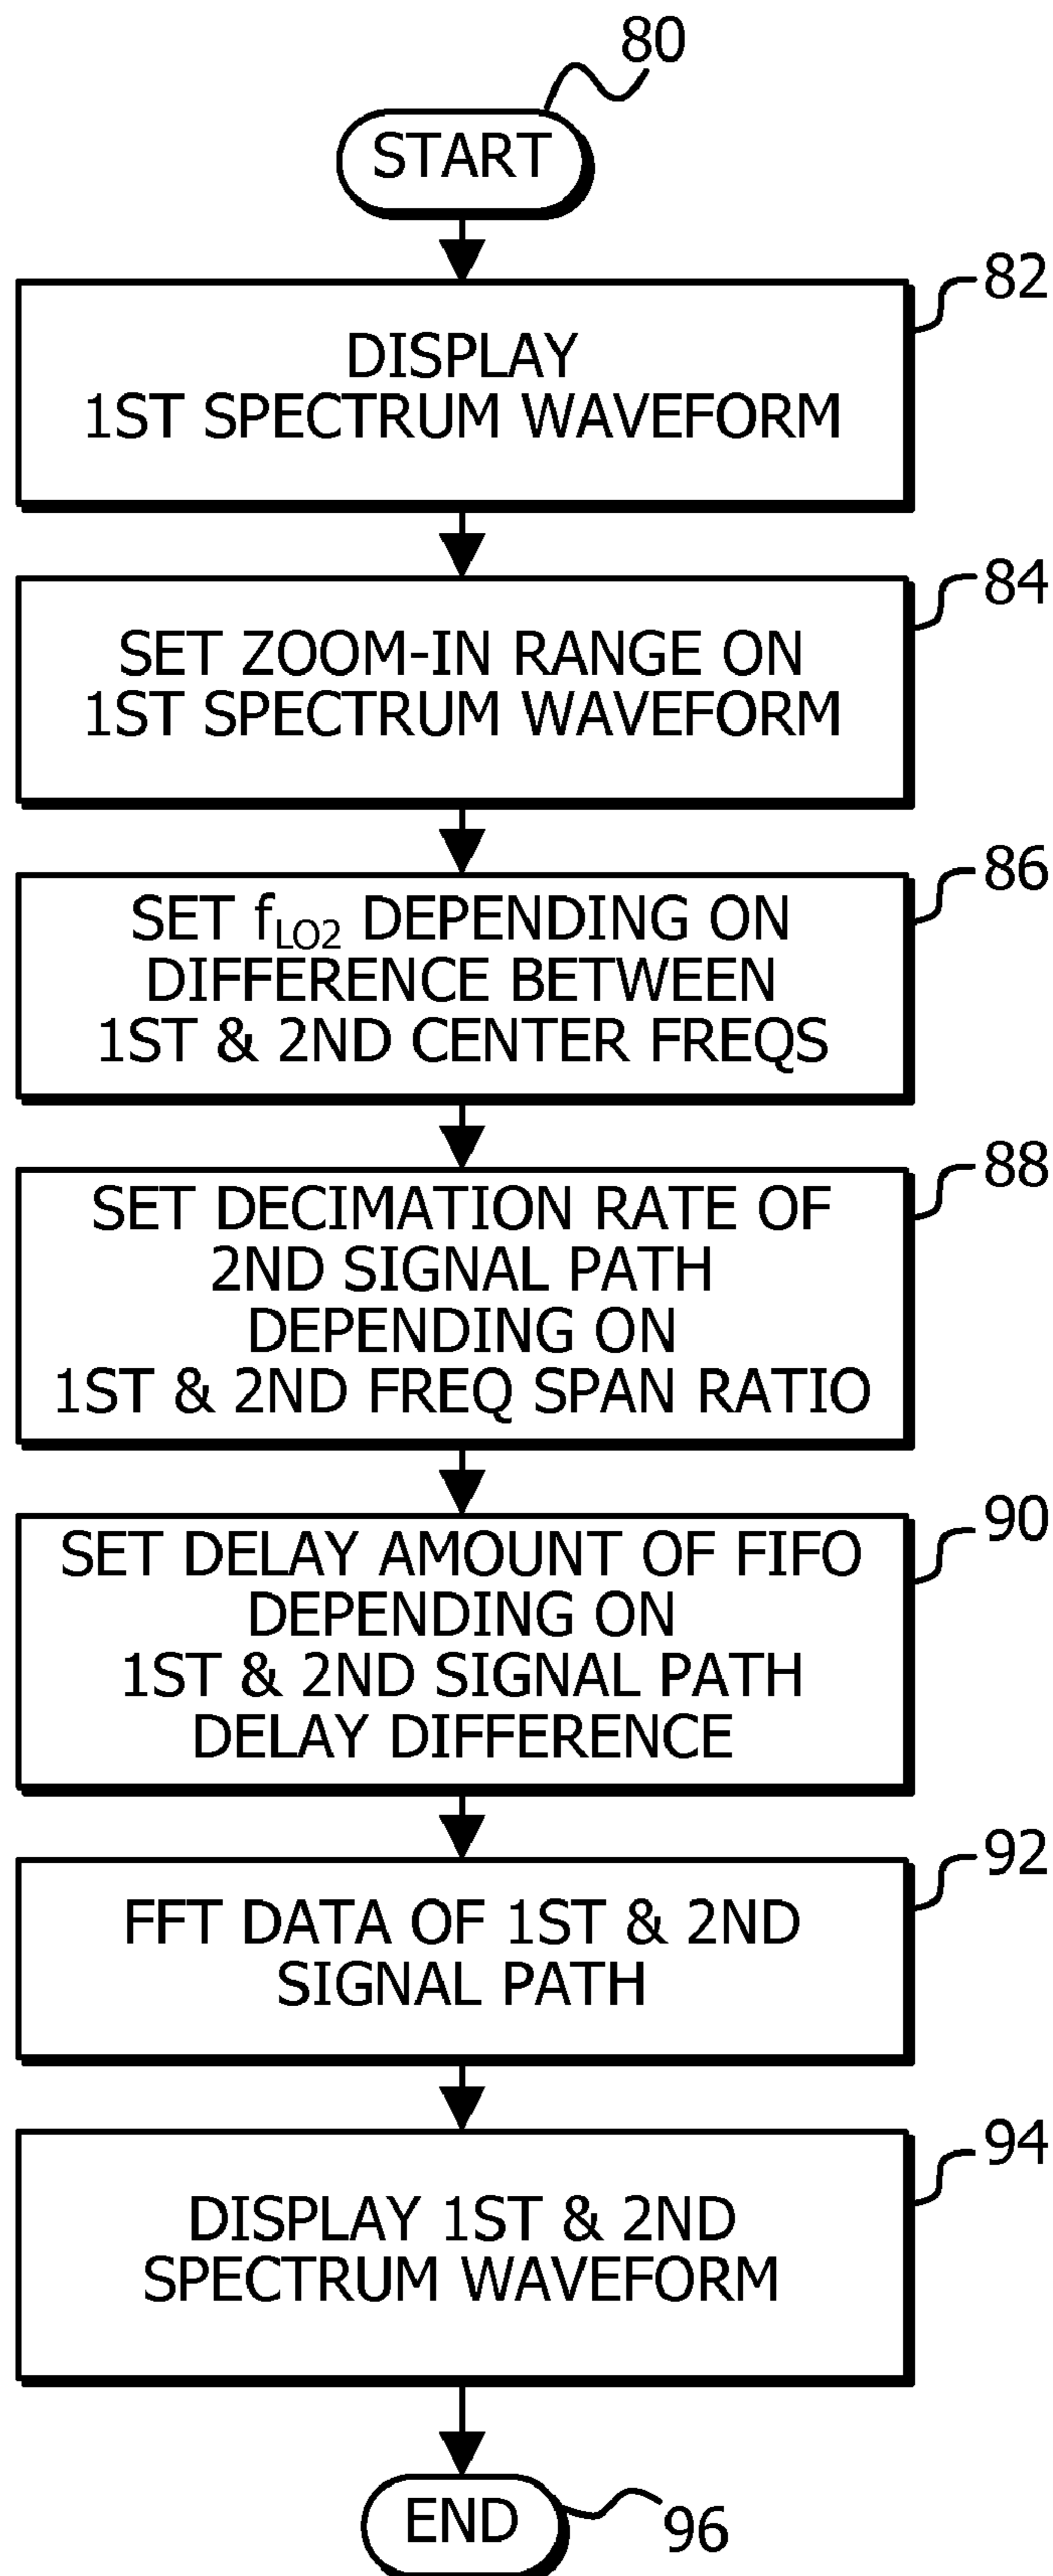 80
START
82
DISPLAY
1ST SPECTRUM WAVEFORM
84
SET ZOOM-IN RANGE ON
1ST SPECTRUM WAVEFORM
86
SET fLO2 DEPENDING ON
DIFFERENCE BETWEEN
1ST & 2ND CENTER FREQS
88
SET DECIMATION RATE OF
2ND SIGNAL PATH
DEPENDING ON
1ST & 2ND FREQ SPAN RATIO
90
SET DELAY AMOUNT OF FIFO
DEPENDING ON
1ST & 2ND SIGNAL PATH
DELAY DIFFERENCE
92
FFT DATA OF 1ST & 2ND
SIGNAL PATH
94
DISPLAY 1ST & 2ND
SPECTRUM WAVEFORM
END
96